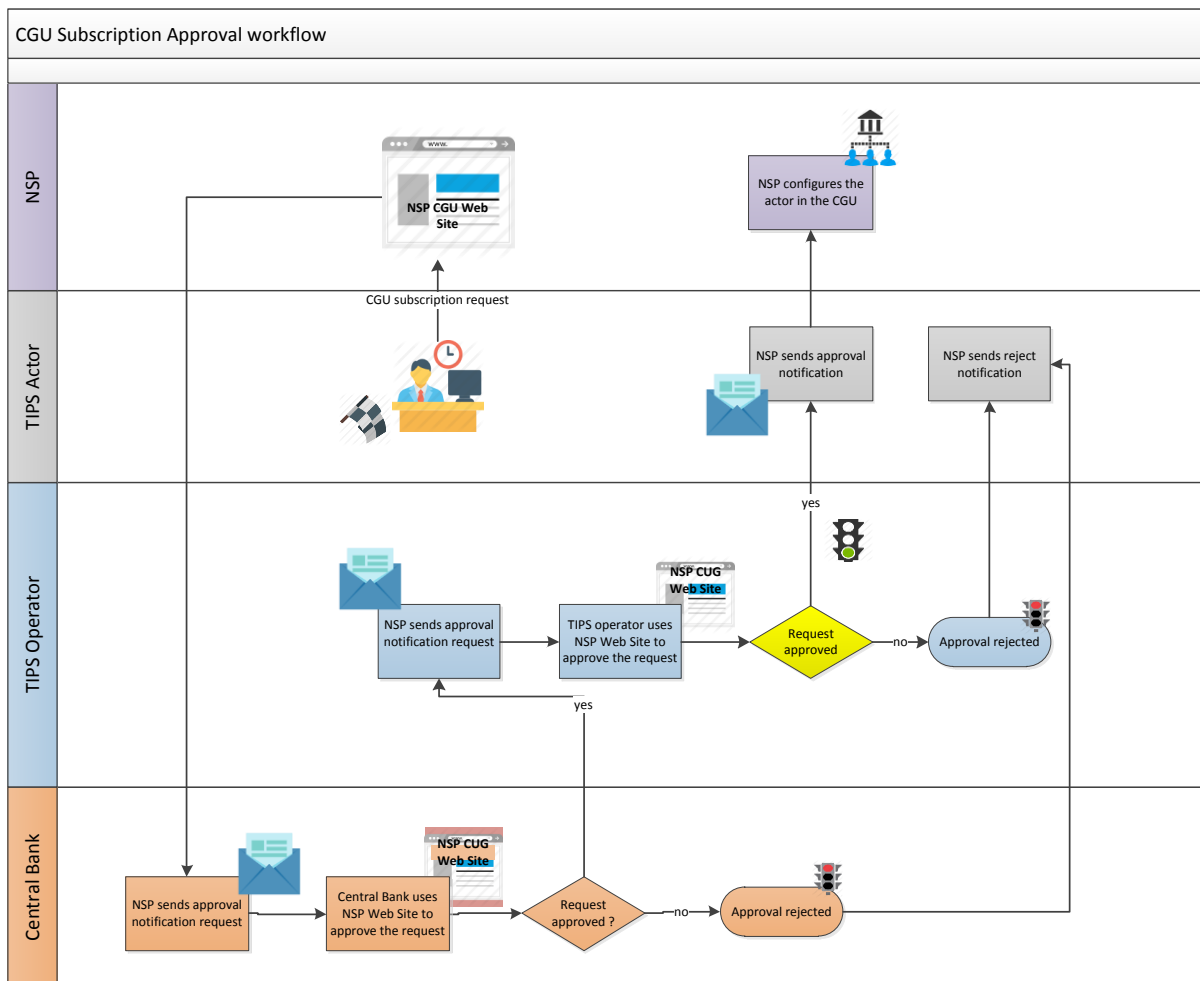 CGU Subscription Approval workflow
NSP
www.
NSP CGU Web
Site
NSP configures the
actor in the CGU
TIPS Actor
CGU subscription request
NSP sends approval
notification
NSP sends reject
notification
TIPS Operator
yes
NSP sends approval
notification request
TIPS operator uses
NSP Web Site to
approve the request
NSP CUG
Web Site
Request
approved
no
Approval rejected
yes
Central Bank
NSP sends approval
notification request
Central Bank uses
NSP Web Site to
approve the request
NSP CUG
Web Site
Request
approved ?
no
Approval rejected